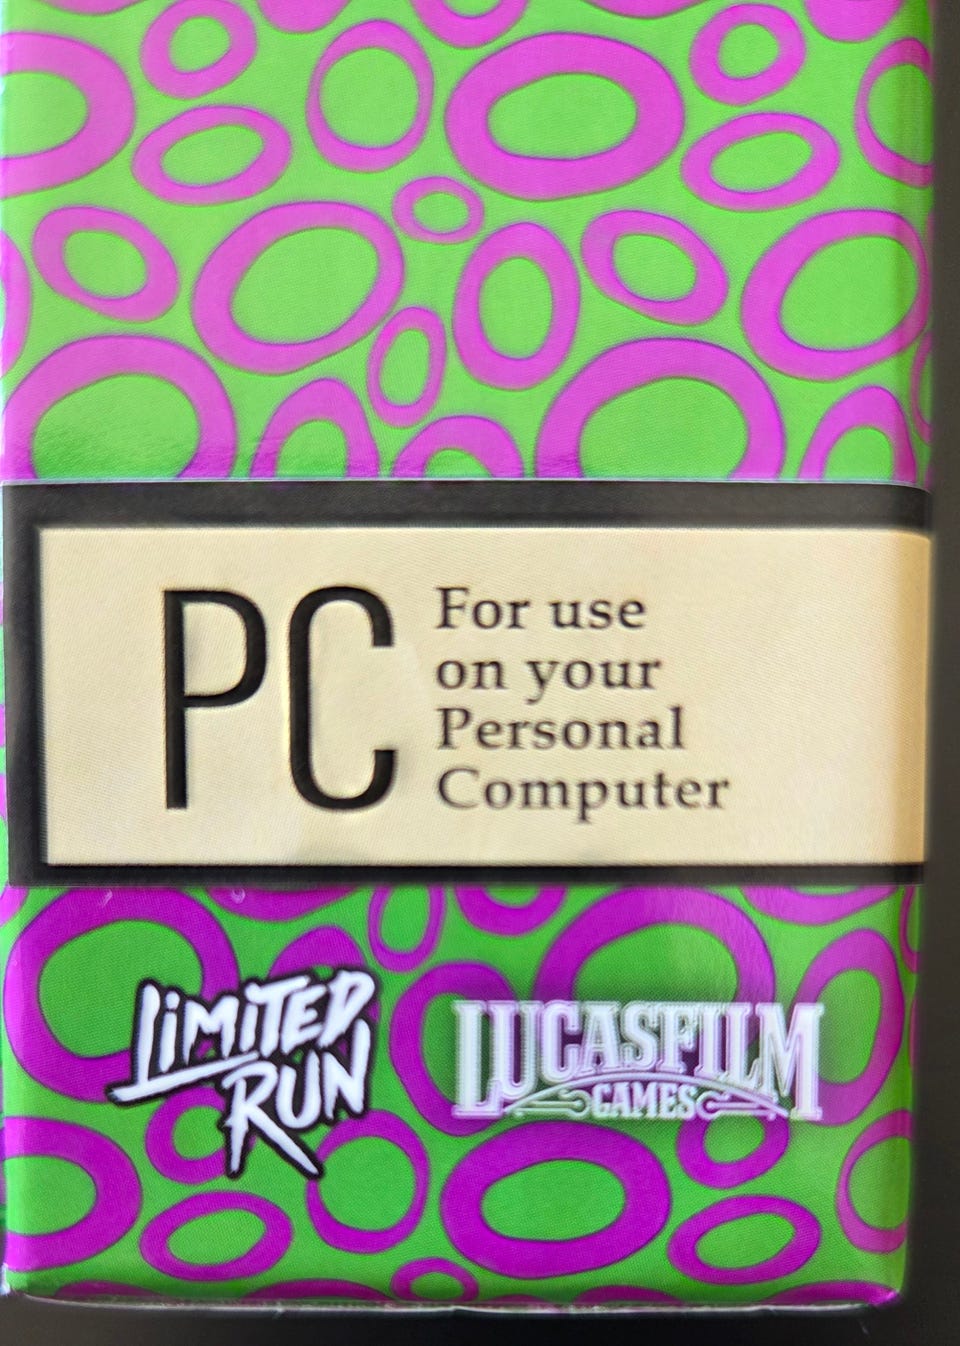 PC
For use
on your
Personal
Computer
LiMiTED
RUN
LUCASFILM
GAMES